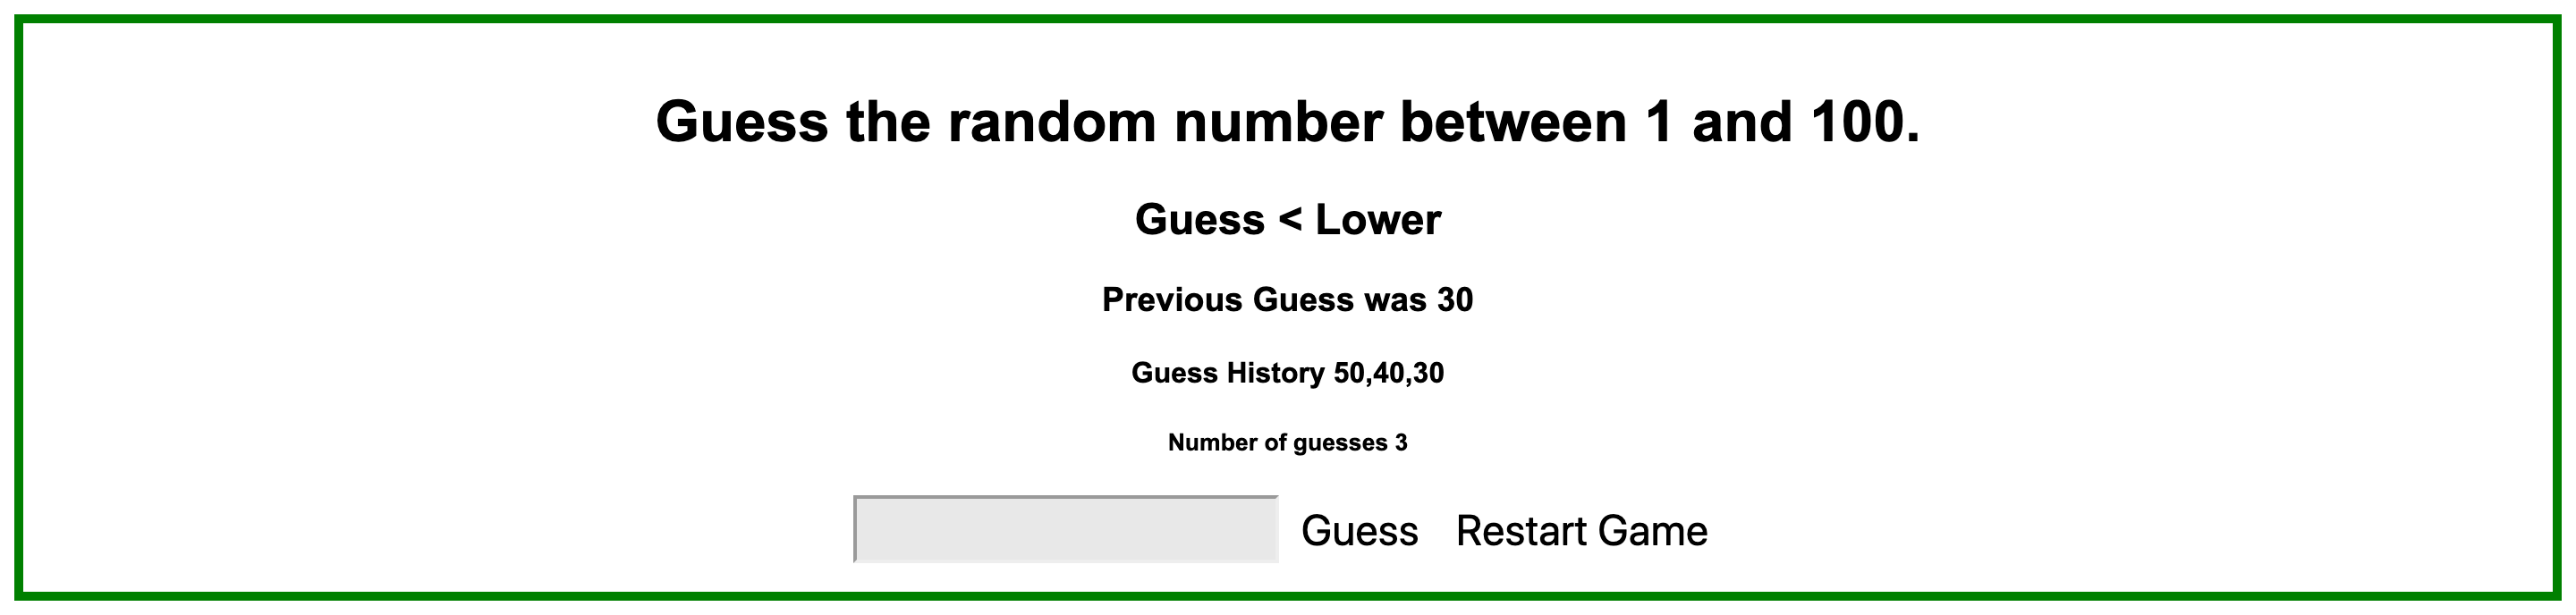 Guess the random number between 1 and 100.
Guess < Lower
Previous Guess was 30
Guess History 50,40,30
Number of guesses 3
Guess Restart Game